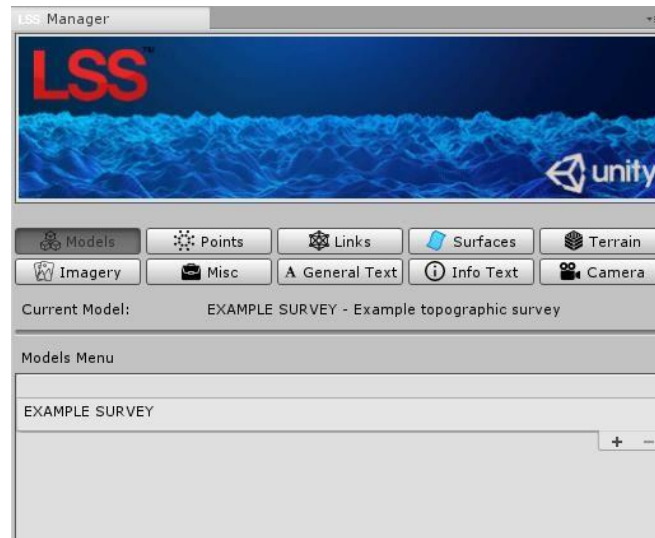 LSS Manager
LSS™
unity
Models Points Links Surfaces Terrain
Imagery Misc A General Text Info Text Camera
Current Model: EXAMPLE SURVEY - Example topographic survey
Models Menu
EXAMPLE SURVEY
+ -